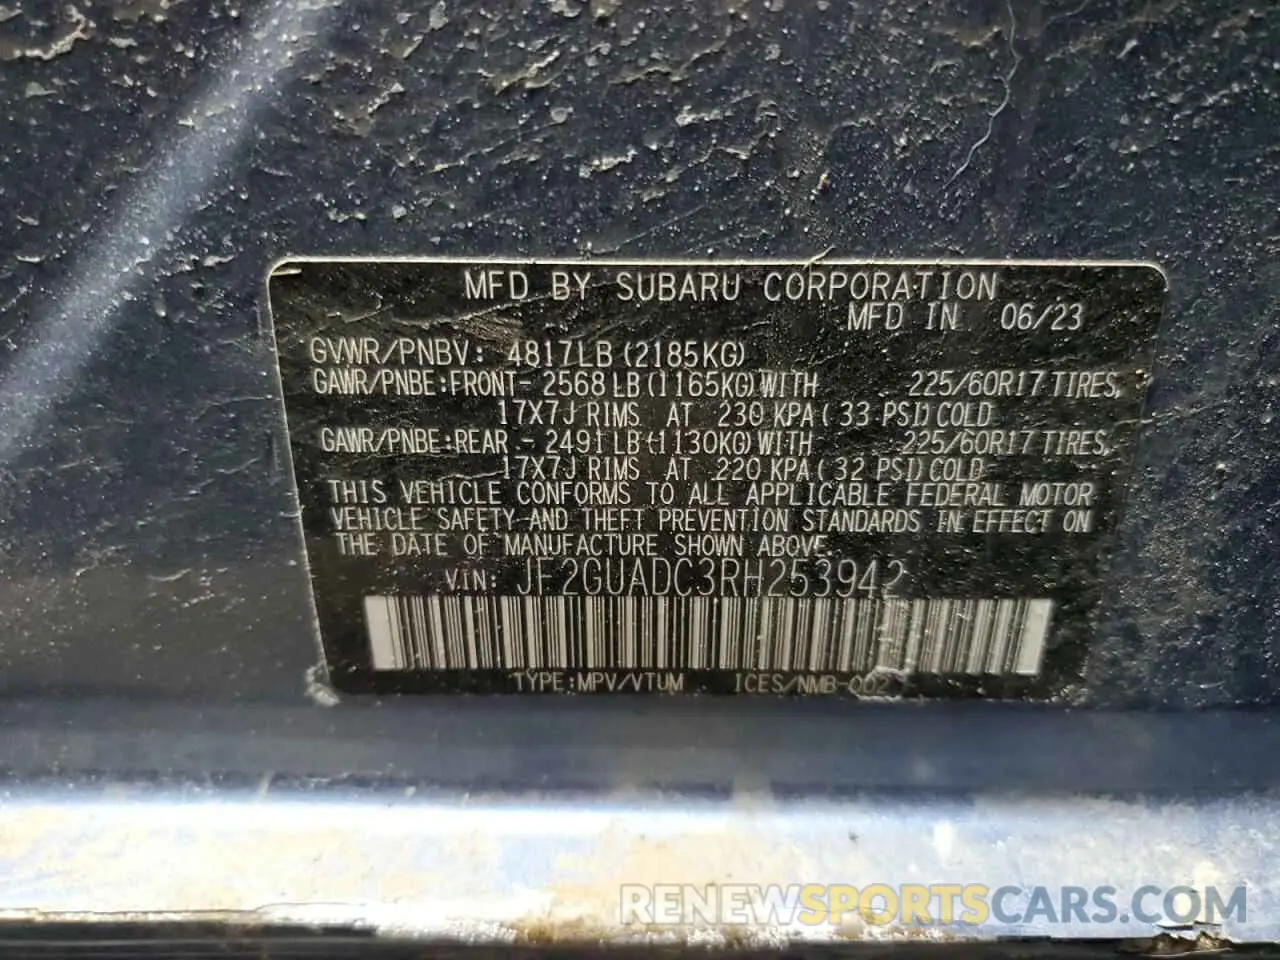 MFD BY SUBARU CORPORATION
MFD IN 06/23
GVWR/PNBV: 4817LB(2185KG)
GAWR/PNBE:FRONT- 2568 LB(1165KG)WITH 225/60R17 TIRES,
17X7J RIMS AT 230 KPA( 33 PSI)COLD
GAWR/PNBE:REAR - 2491 LB(1130KG)WITH 225/60R17 TIRES,
17X7J RIMS AT 220 KPA( 32 PSI)COLD
THIS VEHICLE CONFORMS TO ALL APPLICABLE FEDERAL MOTOR
VEHICLE SAFETY AND THEFT PREVENTION STANDARDS IN EFFECT ON
THE DATE OF MANUFACTURE SHOWN ABOVE.
VIN: JF2GUADC3RH253942
TYPE:MPV/VTUM ICES/NMB-002
RENEWSPORTSCARS.COM